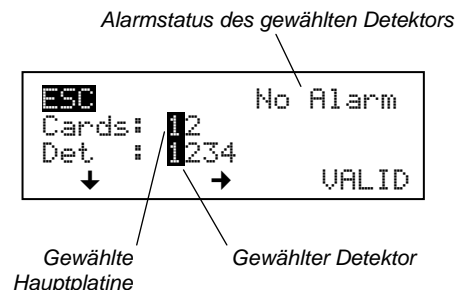 Alarmstatus des gewählten Detektors
ESC No Alarm
Cards: 12
Det : 1234
↓ → VALID
Gewählte Hauptplatine
Gewählter Detektor